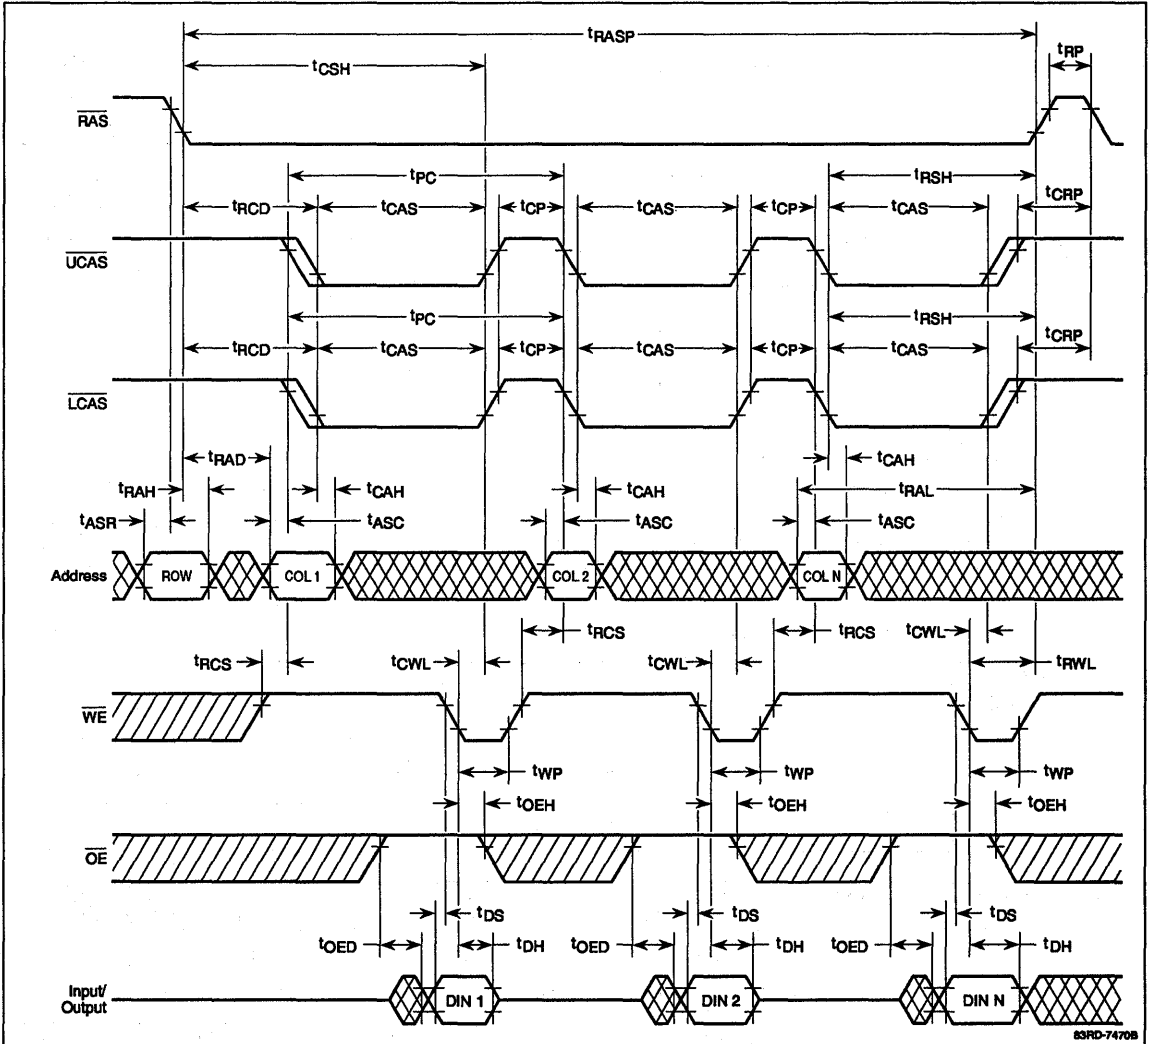 tRASP
tCSH
tRP
RAS
tPC
tRSH
tRCD
tCAS
tCP
tCAS
tCP
tCAS
tCRP
UCAS
tPC
tRSH
tRCD
tCAS
tCP
tCAS
tCP
tCAS
tCRP
LCAS
tRAD
tCAH
tRAH
tCAH
tCAH
tRAL
tASR
tASC
tASC
tASC
Address
ROW
COL 1
COL 2
COL N
tRCS
tRCS
tCWL
tRCS
tCWL
tCWL
tRWL
WE
tWP
tWP
tWP
tOEH
tOEH
tOEH
OE
tDS
tDS
tDS
tOED
tDH
tOED
tDH
tOED
tDH
Input/
Output
DIN 1
DIN 2
DIN N
83RD-7470B